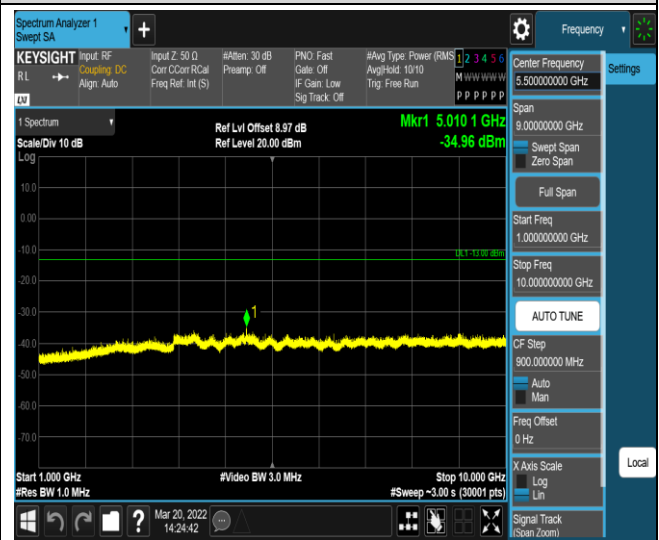 Spectrum Analyzer 1
Swept SA
+
Frequency
KEYSIGHT
RL
LXI
Input: RF
Coupling: DC
Align: Auto
Input Z: 50 Ω
Corr CCorr RCal
Freq Ref: Int (S)
#Atten: 30 dB
Preamp: Off
PNO: Fast
Gate: Off
IF Gain: Low
Sig Track: Off
#Avg Type: Power (RMS
Avg|Hold: 10/10
Trig: Free Run
1 2 3 4 5 6
M W W W W W
P P P P P P
1 Spectrum
Scale/Div 10 dB
Log
Ref Lvl Offset 8.97 dB
Ref Level 20.00 dBm
Mkr1 5.010 1 GHz
-34.96 dBm
10.0
0.00
-10.0
DL1 -13.00 dBm
-20.0
-30.0
1
-40.0
-50.0
-60.0
-70.0
Start 1.000 GHz
#Res BW 1.0 MHz
#Video BW 3.0 MHz
Stop 10.000 GHz
#Sweep ~3.00 s (30001 pts)
?
Mar 20, 2022
14:24:42
Center Frequency
5.500000000 GHz
Span
9.00000000 GHz
Swept Span
Zero Span
Full Span
Start Freq
1.000000000 GHz
Stop Freq
10.000000000 GHz
AUTO TUNE
CF Step
900.000000 MHz
Auto
Man
Freq Offset
0 Hz
X Axis Scale
Log
Lin
Signal Track
(Span Zoom)
Settings
Local